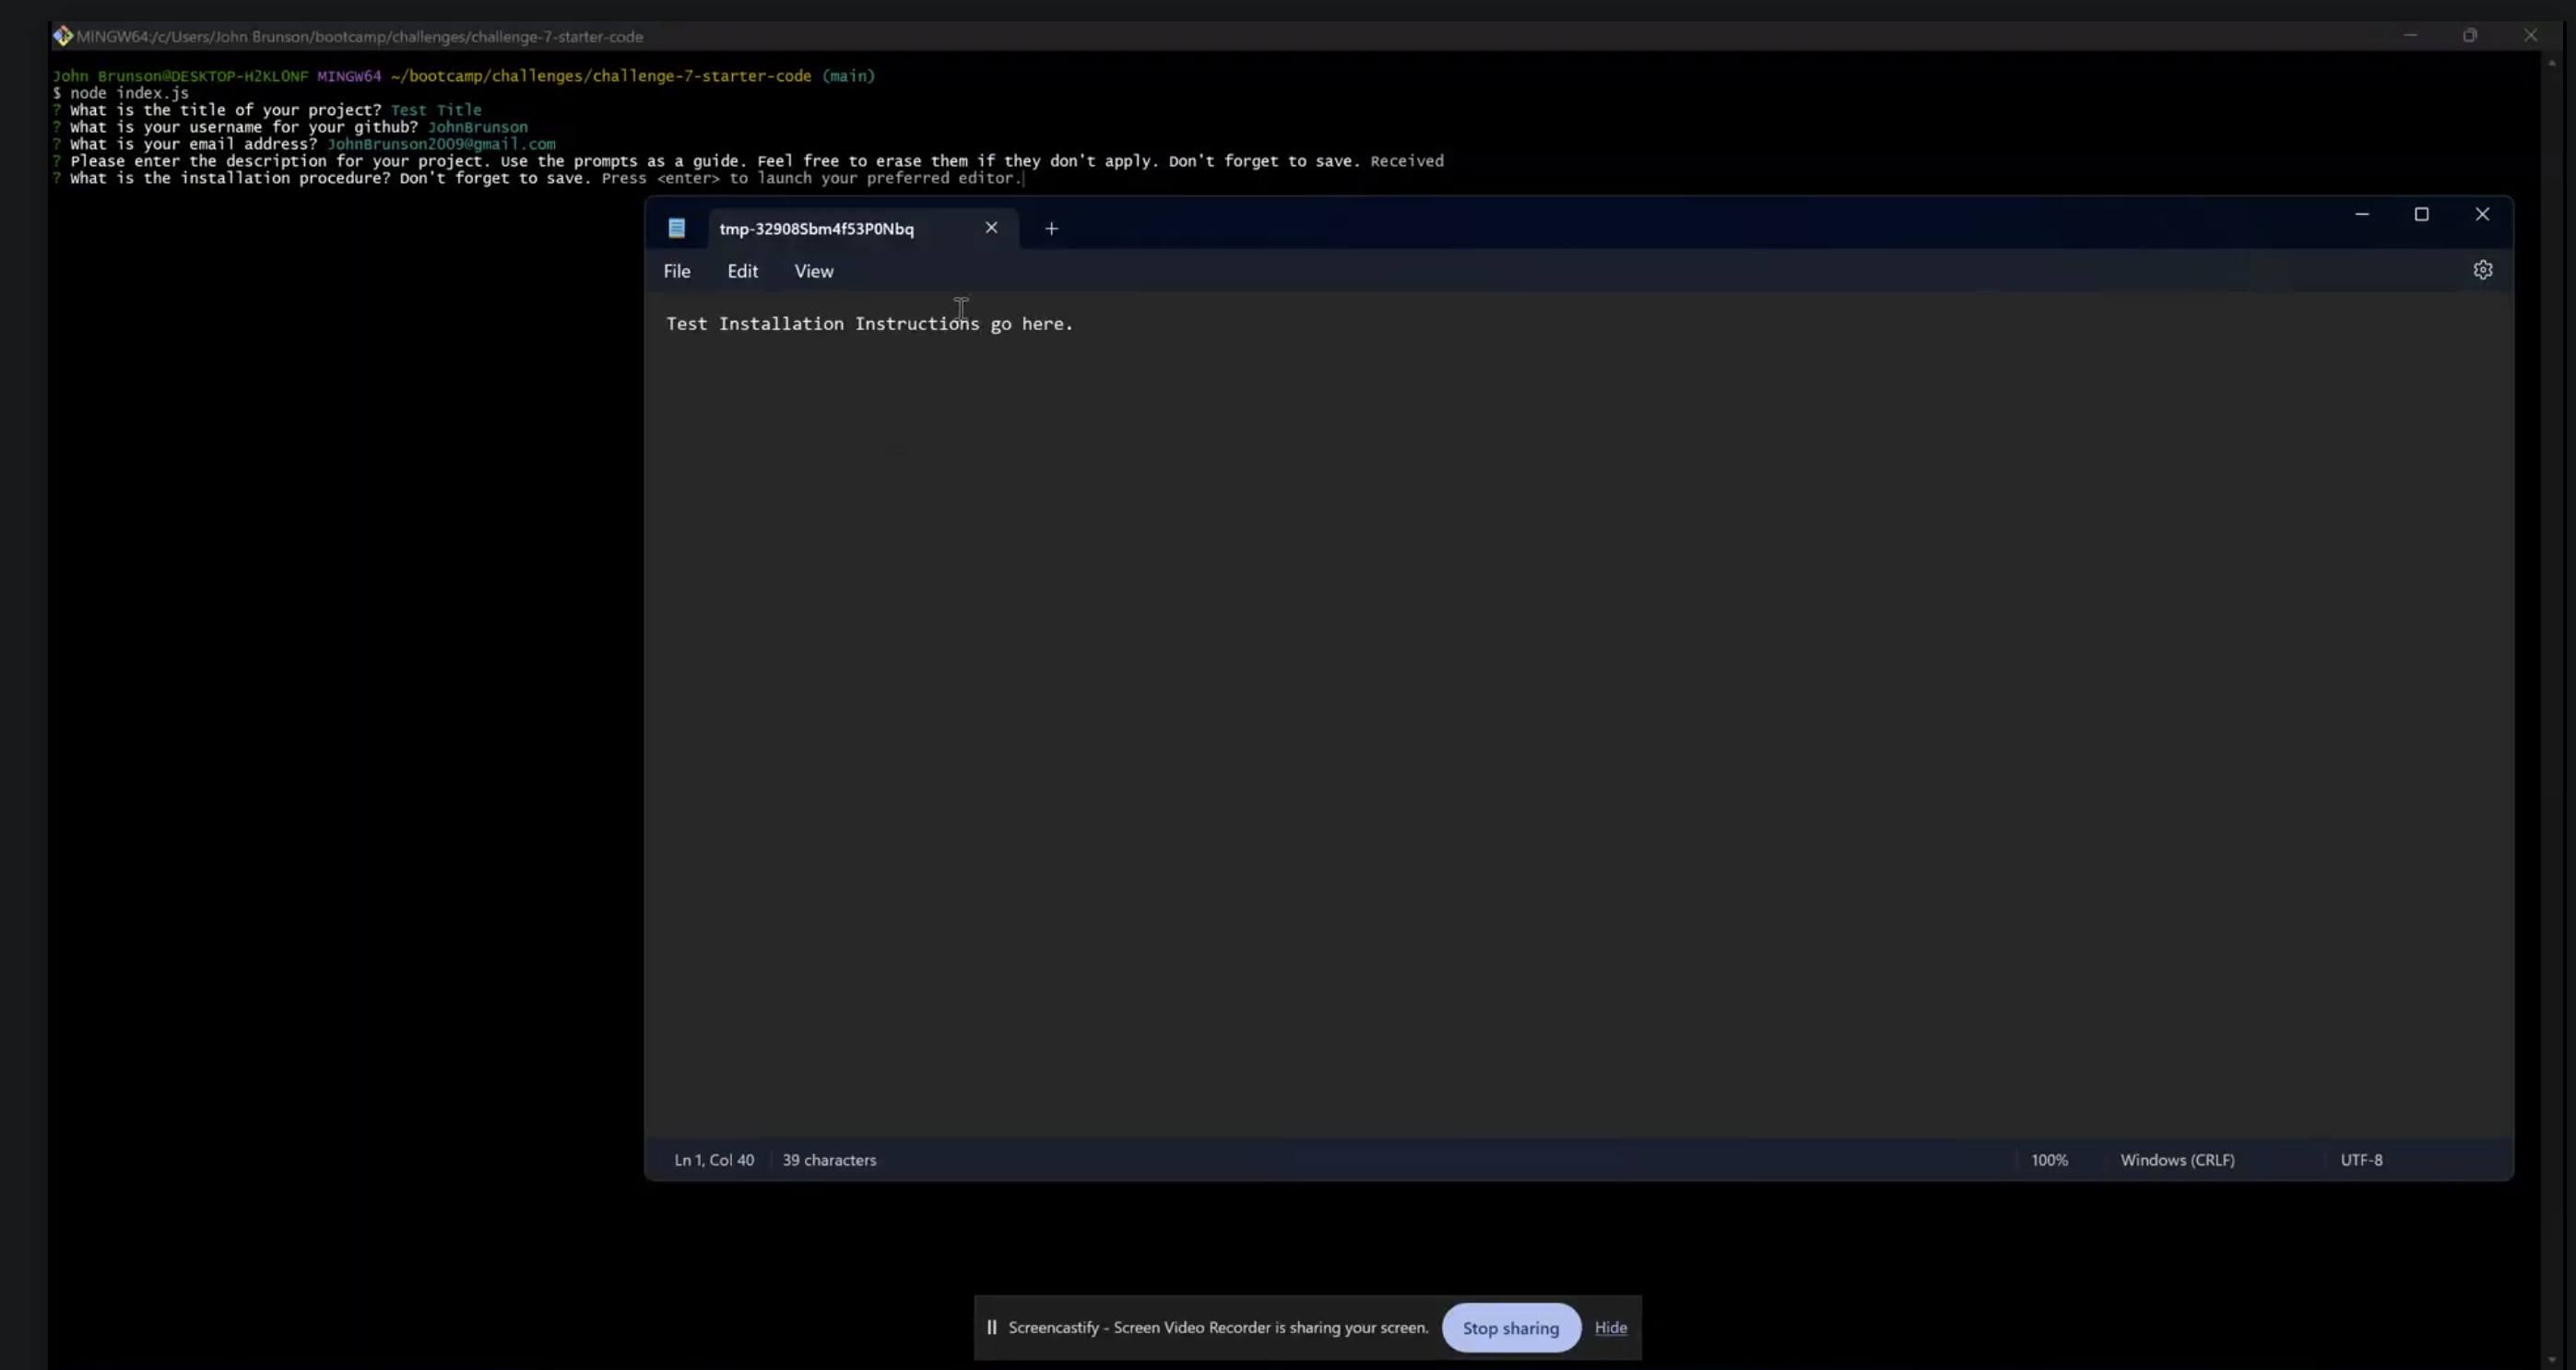 MINGW64:/c/Users/John Brunson/bootcamp/challenges/challenge-7-starter-code
John Brunson@DESKTOP-H2KLONF MINGW64 ~/bootcamp/challenges/challenge-7-starter-code (main)
$ node index.js
? What is the title of your project? Test Title
? What is your username for your github? JohnBrunson
? What is your email address? JohnBrunson2009@gmail.com
? Please enter the description for your project. Use the prompts as a guide. Feel free to erase them if they don't apply. Don't forget to save. Received
? What is the installation procedure? Don't forget to save. Press <enter> to launch your preferred editor.
tmp-32908Sbm4f53P0Nbq
File Edit View
Test Installation Instructions go here.
Ln 1, Col 40 39 characters 100% Windows (CRLF) UTF-8
Screencastify - Screen Video Recorder is sharing your screen. Stop sharing Hide